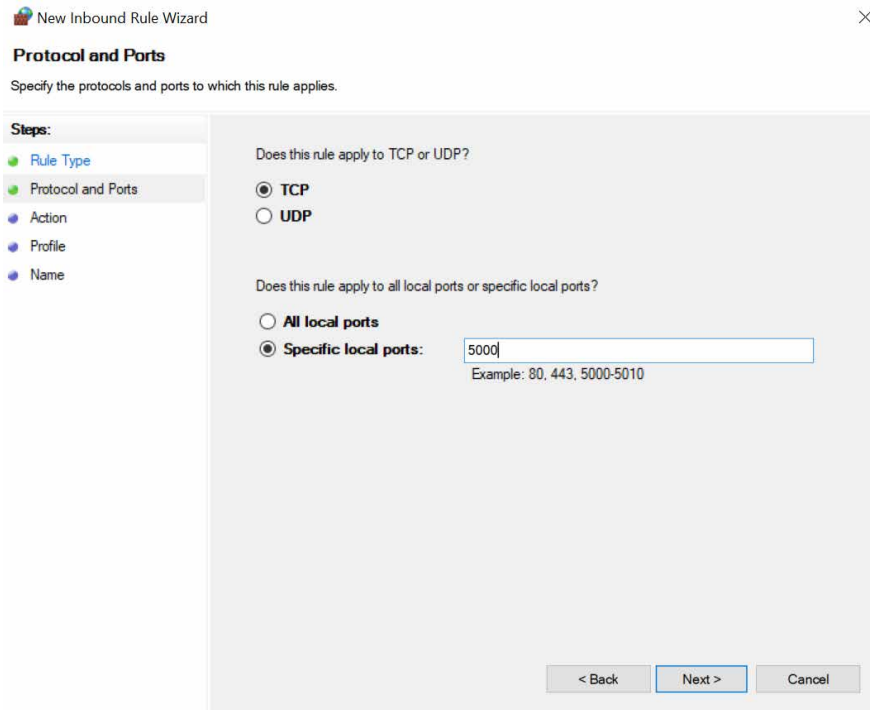 New Inbound Rule Wizard
Protocol and Ports
Specify the protocols and ports to which this rule applies.
Steps:
Rule Type
Protocol and Ports
Action
Profile
Name
Does this rule apply to TCP or UDP?
TCP
UDP
Does this rule apply to all local ports or specific local ports?
All local ports
Specific local ports: 5000
Example: 80, 443, 5000-5010
< Back Next > Cancel